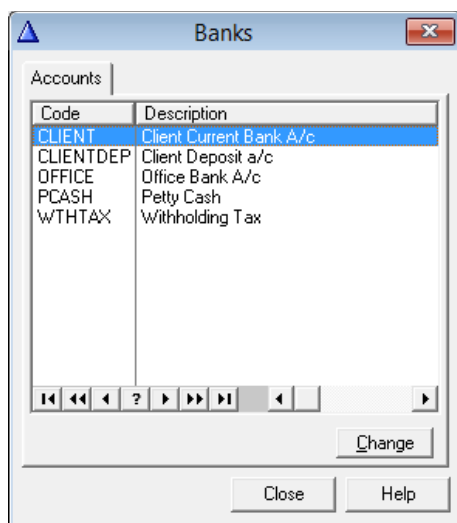 Banks
Accounts
Code Description
CLIENT Client Current Bank A/c
CLIENTDEP Client Deposit a/c
OFFICE Office Bank A/c
PCASH Petty Cash
WTHTAX Withholding Tax
?
Change
Close Help